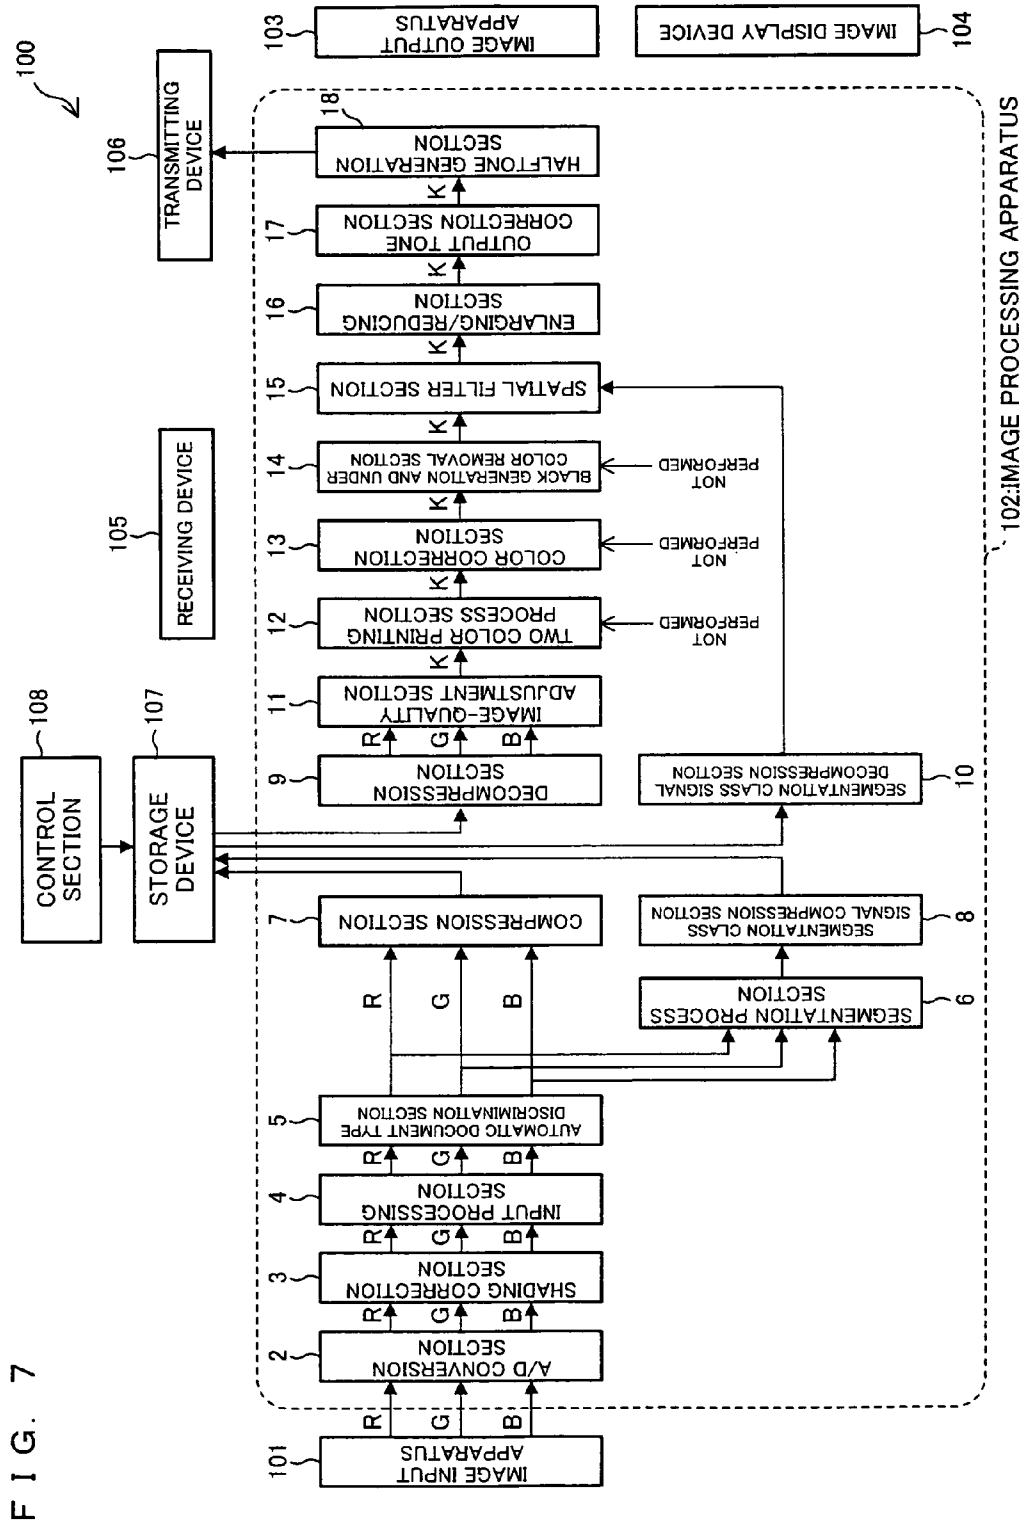 FIG. 7
100
CONTROL
SECTION
108
STORAGE
DEVICE
107
RECEIVING DEVICE
105
TRANSMITTING
DEVICE
106
IMAGE INPUT
APPARATUS
101
R
G
B
A/D CONVERSION
SECTION
2
R
G
B
SHADING CORRECTION
SECTION
3
R
G
B
INPUT PROCESSING
SECTION
4
R
G
B
AUTOMATIC DOCUMENT TYPE
DISCRIMINATION SECTION
5
R
G
B
COMPRESSION SECTION
7
SEGMENTATION PROCESS
SECTION
6
SEGMENTATION CLASS
SIGNAL COMPRESSION SECTION
8
DECOMPRESSION
SECTION
9
SEGMENTATION CLASS SIGNAL
DECOMPRESSION SECTION
10
R
G
B
IMAGE-QUALITY
ADJUSTMENT SECTION
11
K
TWO COLOR PRINTING
PROCESS SECTION
12
NOT
PERFORMED
K
COLOR CORRECTION
SECTION
13
NOT
PERFORMED
K
BLACK GENERATION AND UNDER
COLOR REMOVAL SECTION
14
NOT
PERFORMED
K
SPATIAL FILTER SECTION
15
K
ENLARGING/REDUCING
SECTION
16
K
OUTPUT TONE
CORRECTION SECTION
17
K
HALFTONE GENERATION
SECTION
18
IMAGE OUTPUT
APPARATUS
103
IMAGE DISPLAY DEVICE
104
102:IMAGE PROCESSING APPARATUS